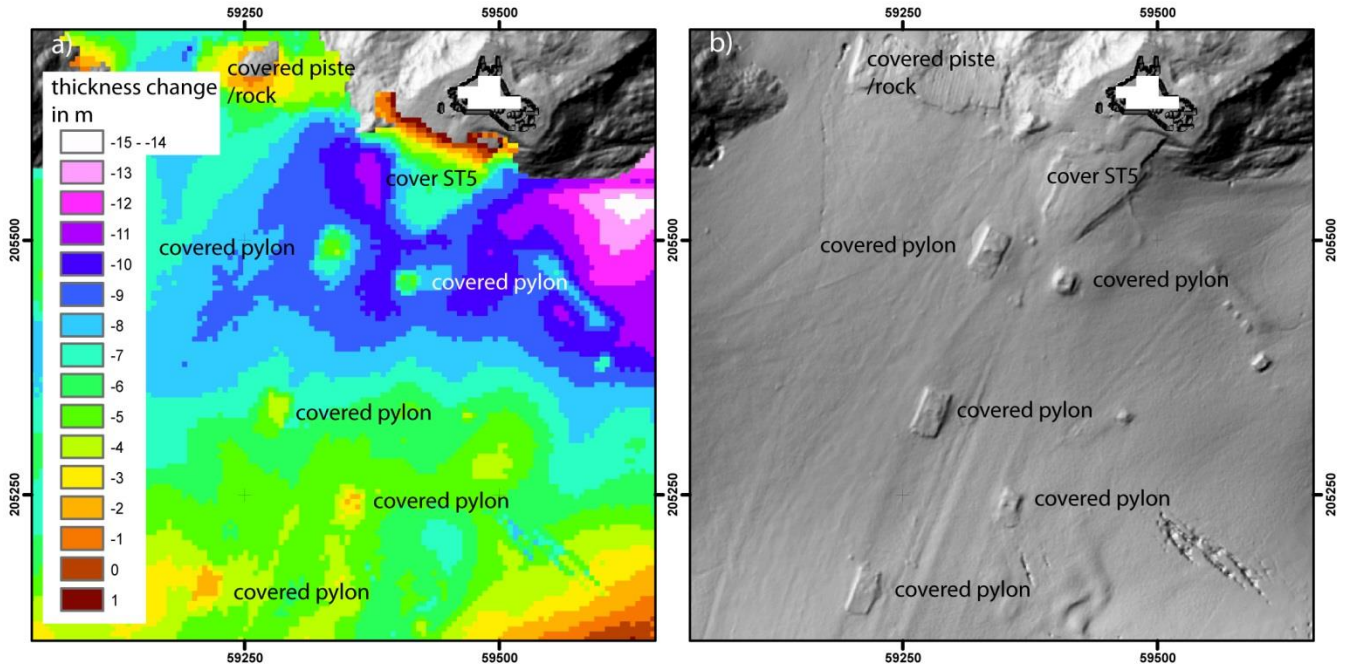 59250
59500
59250
59500
a)
b)
covered piste
/rock
covered piste
/rock
thickness change
in m
-15 - -14
-13
-12
-11
-10
-9
-8
-7
-6
-5
-4
-3
-2
-1
0
1
cover ST5
cover ST5
205500
205500
covered pylon
covered pylon
covered pylon
covered pylon
covered pylon
covered pylon
205250
205250
covered pylon
covered pylon
covered pylon
covered pylon
59250
59500
59250
59500